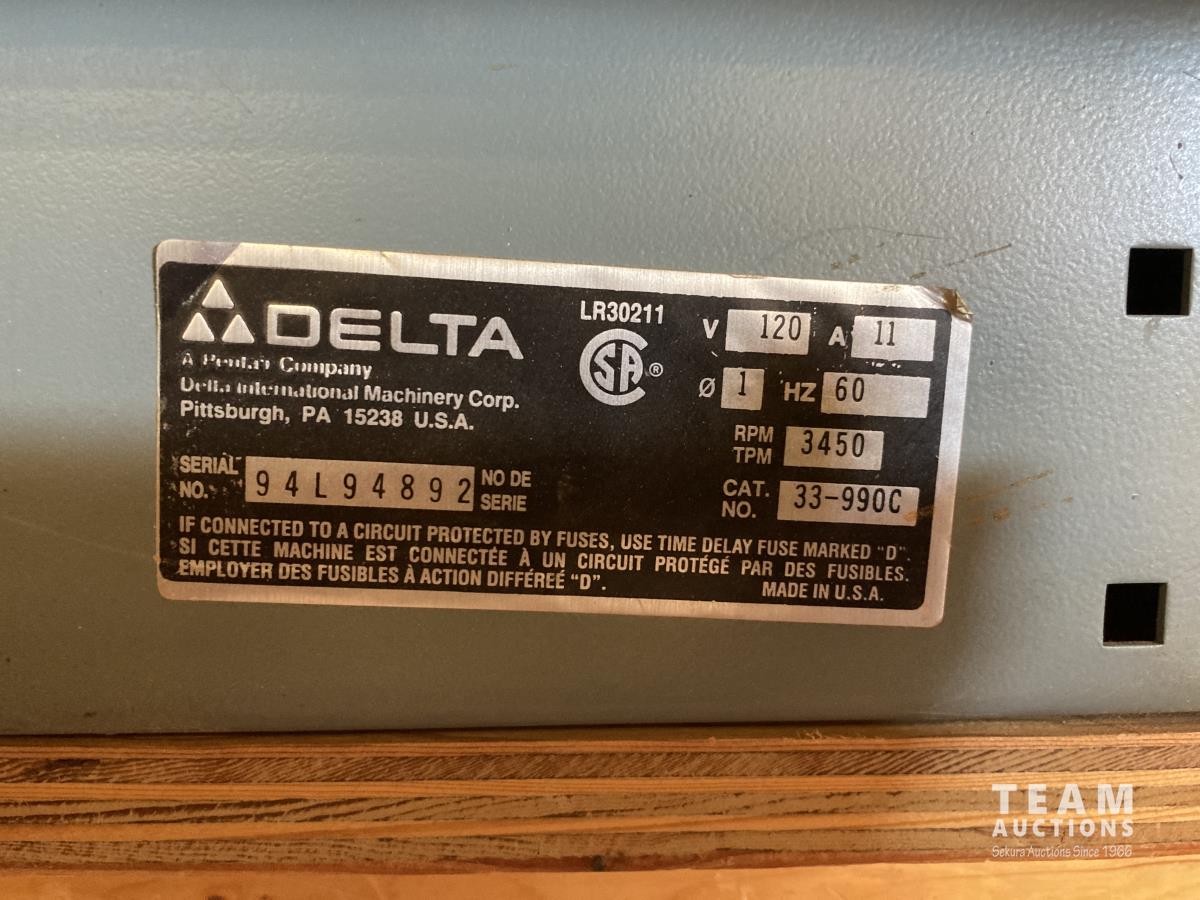 DELTA
A Pentair Company
Delta International Machinery Corp.
Pittsburgh, PA 15238 U.S.A.
LR30211
SA ®
V 120 A 11
Ø 1 HZ 60
RPM
TPM 3450
CAT.
NO. 33-990C
SERIAL
NO. 94L94892 NO DE
SERIE
IF CONNECTED TO A CIRCUIT PROTECTED BY FUSES, USE TIME DELAY FUSE MARKED "D".
SI CETTE MACHINE EST CONNECTÉE À UN CIRCUIT PROTÉGÉ PAR DES FUSIBLES.
EMPLOYER DES FUSIBLES À ACTION DIFFÉREÉ "D".
MADE IN U.S.A.
TEAM
AUCTIONS
Sekura Auctions Since 1966